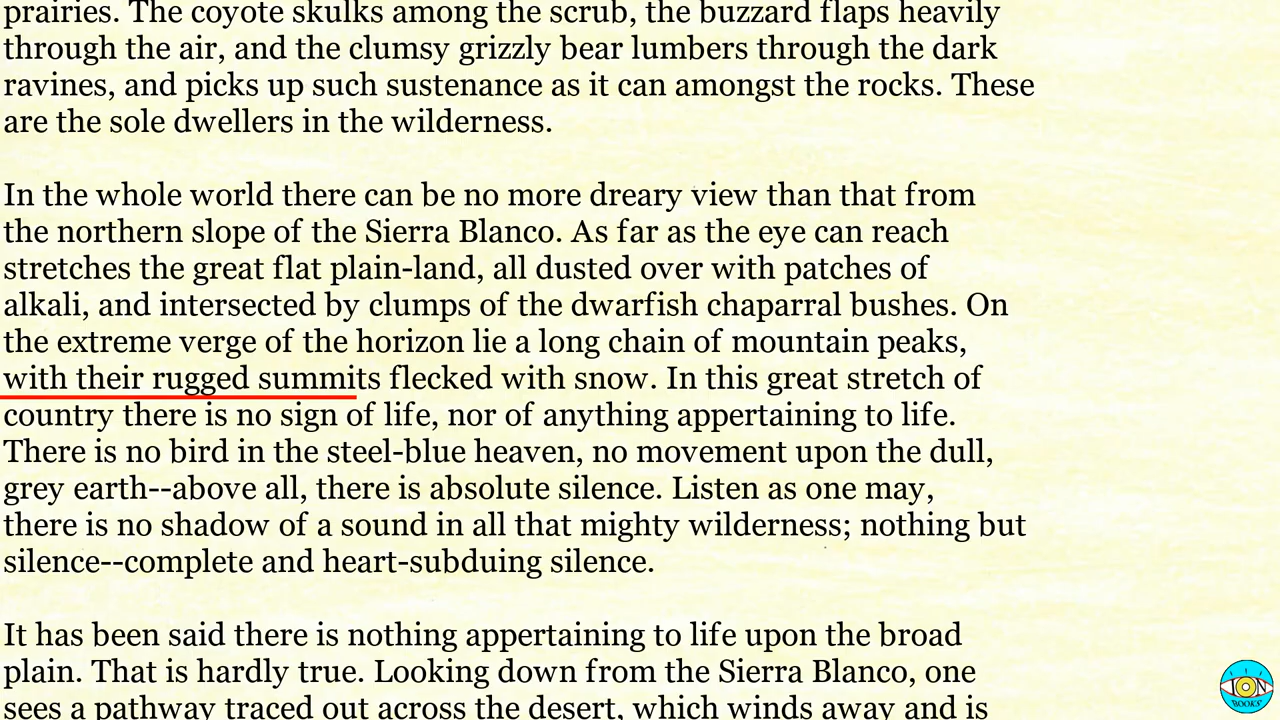 prairies. The coyote skulks among the scrub, the buzzard flaps heavily
through the air, and the clumsy grizzly bear lumbers through the dark
ravines, and picks up such sustenance as it can amongst the rocks. These
are the sole dwellers in the wilderness.
In the whole world there can be no more dreary view than that from
the northern slope of the Sierra Blanco. As far as the eye can reach
stretches the great flat plain-land, all dusted over with patches of
alkali, and intersected by clumps of the dwarfish chaparral bushes. On
the extreme verge of the horizon lie a long chain of mountain peaks,
with their rugged summits flecked with snow. In this great stretch of
country there is no sign of life, nor of anything appertaining to life.
There is no bird in the steel-blue heaven, no movement upon the dull,
grey earth--above all, there is absolute silence. Listen as one may,
there is no shadow of a sound in all that mighty wilderness; nothing but
silence--complete and heart-subduing silence.
It has been said there is nothing appertaining to life upon the broad
plain. That is hardly true. Looking down from the Sierra Blanco, one
sees a pathway traced out across the desert, which winds away and is
ION
BOOKS